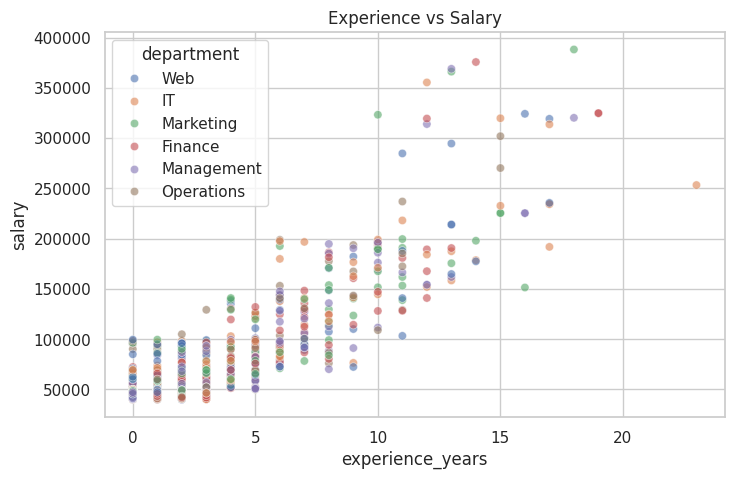 Experience vs Salary
400000
350000
300000
250000
200000
150000
100000
50000
salary
department
Web
IT
Marketing
Finance
Management
Operations
0
5
10
15
20
experience_years